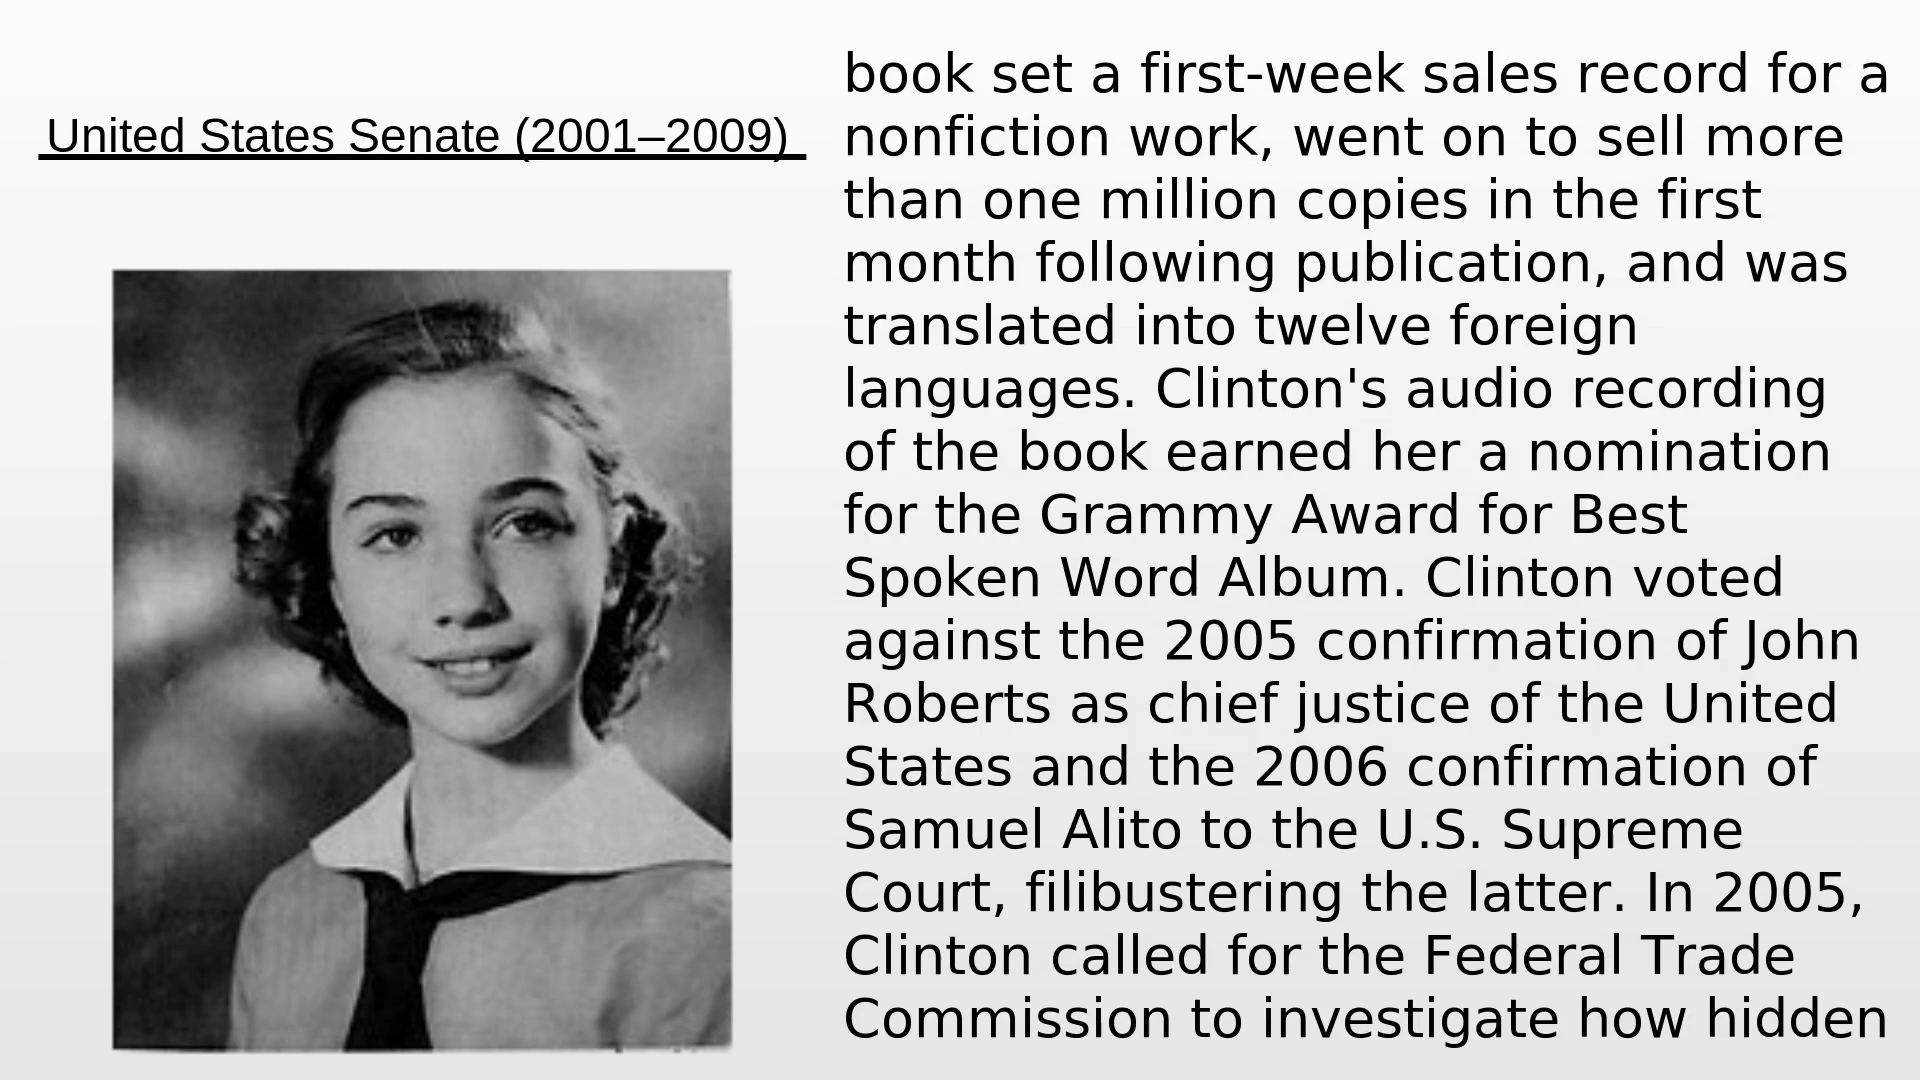 United States Senate (2001–2009)
book set a first-week sales record for a
nonfiction work, went on to sell more
than one million copies in the first
month following publication, and was
translated into twelve foreign
languages. Clinton's audio recording
of the book earned her a nomination
for the Grammy Award for Best
Spoken Word Album. Clinton voted
against the 2005 confirmation of John
Roberts as chief justice of the United
States and the 2006 confirmation of
Samuel Alito to the U.S. Supreme
Court, filibustering the latter. In 2005,
Clinton called for the Federal Trade
Commission to investigate how hidden